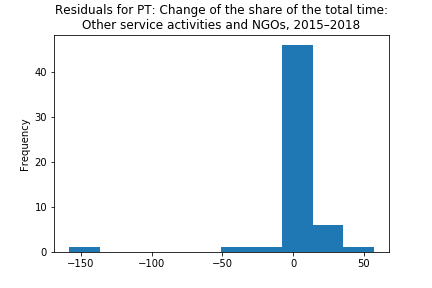 Residuals for PT: Change of the share of the total time:
Other service activities and NGOs, 2015–2018
Frequency
40
30
20
10
0
−150 −100 −50 0 50